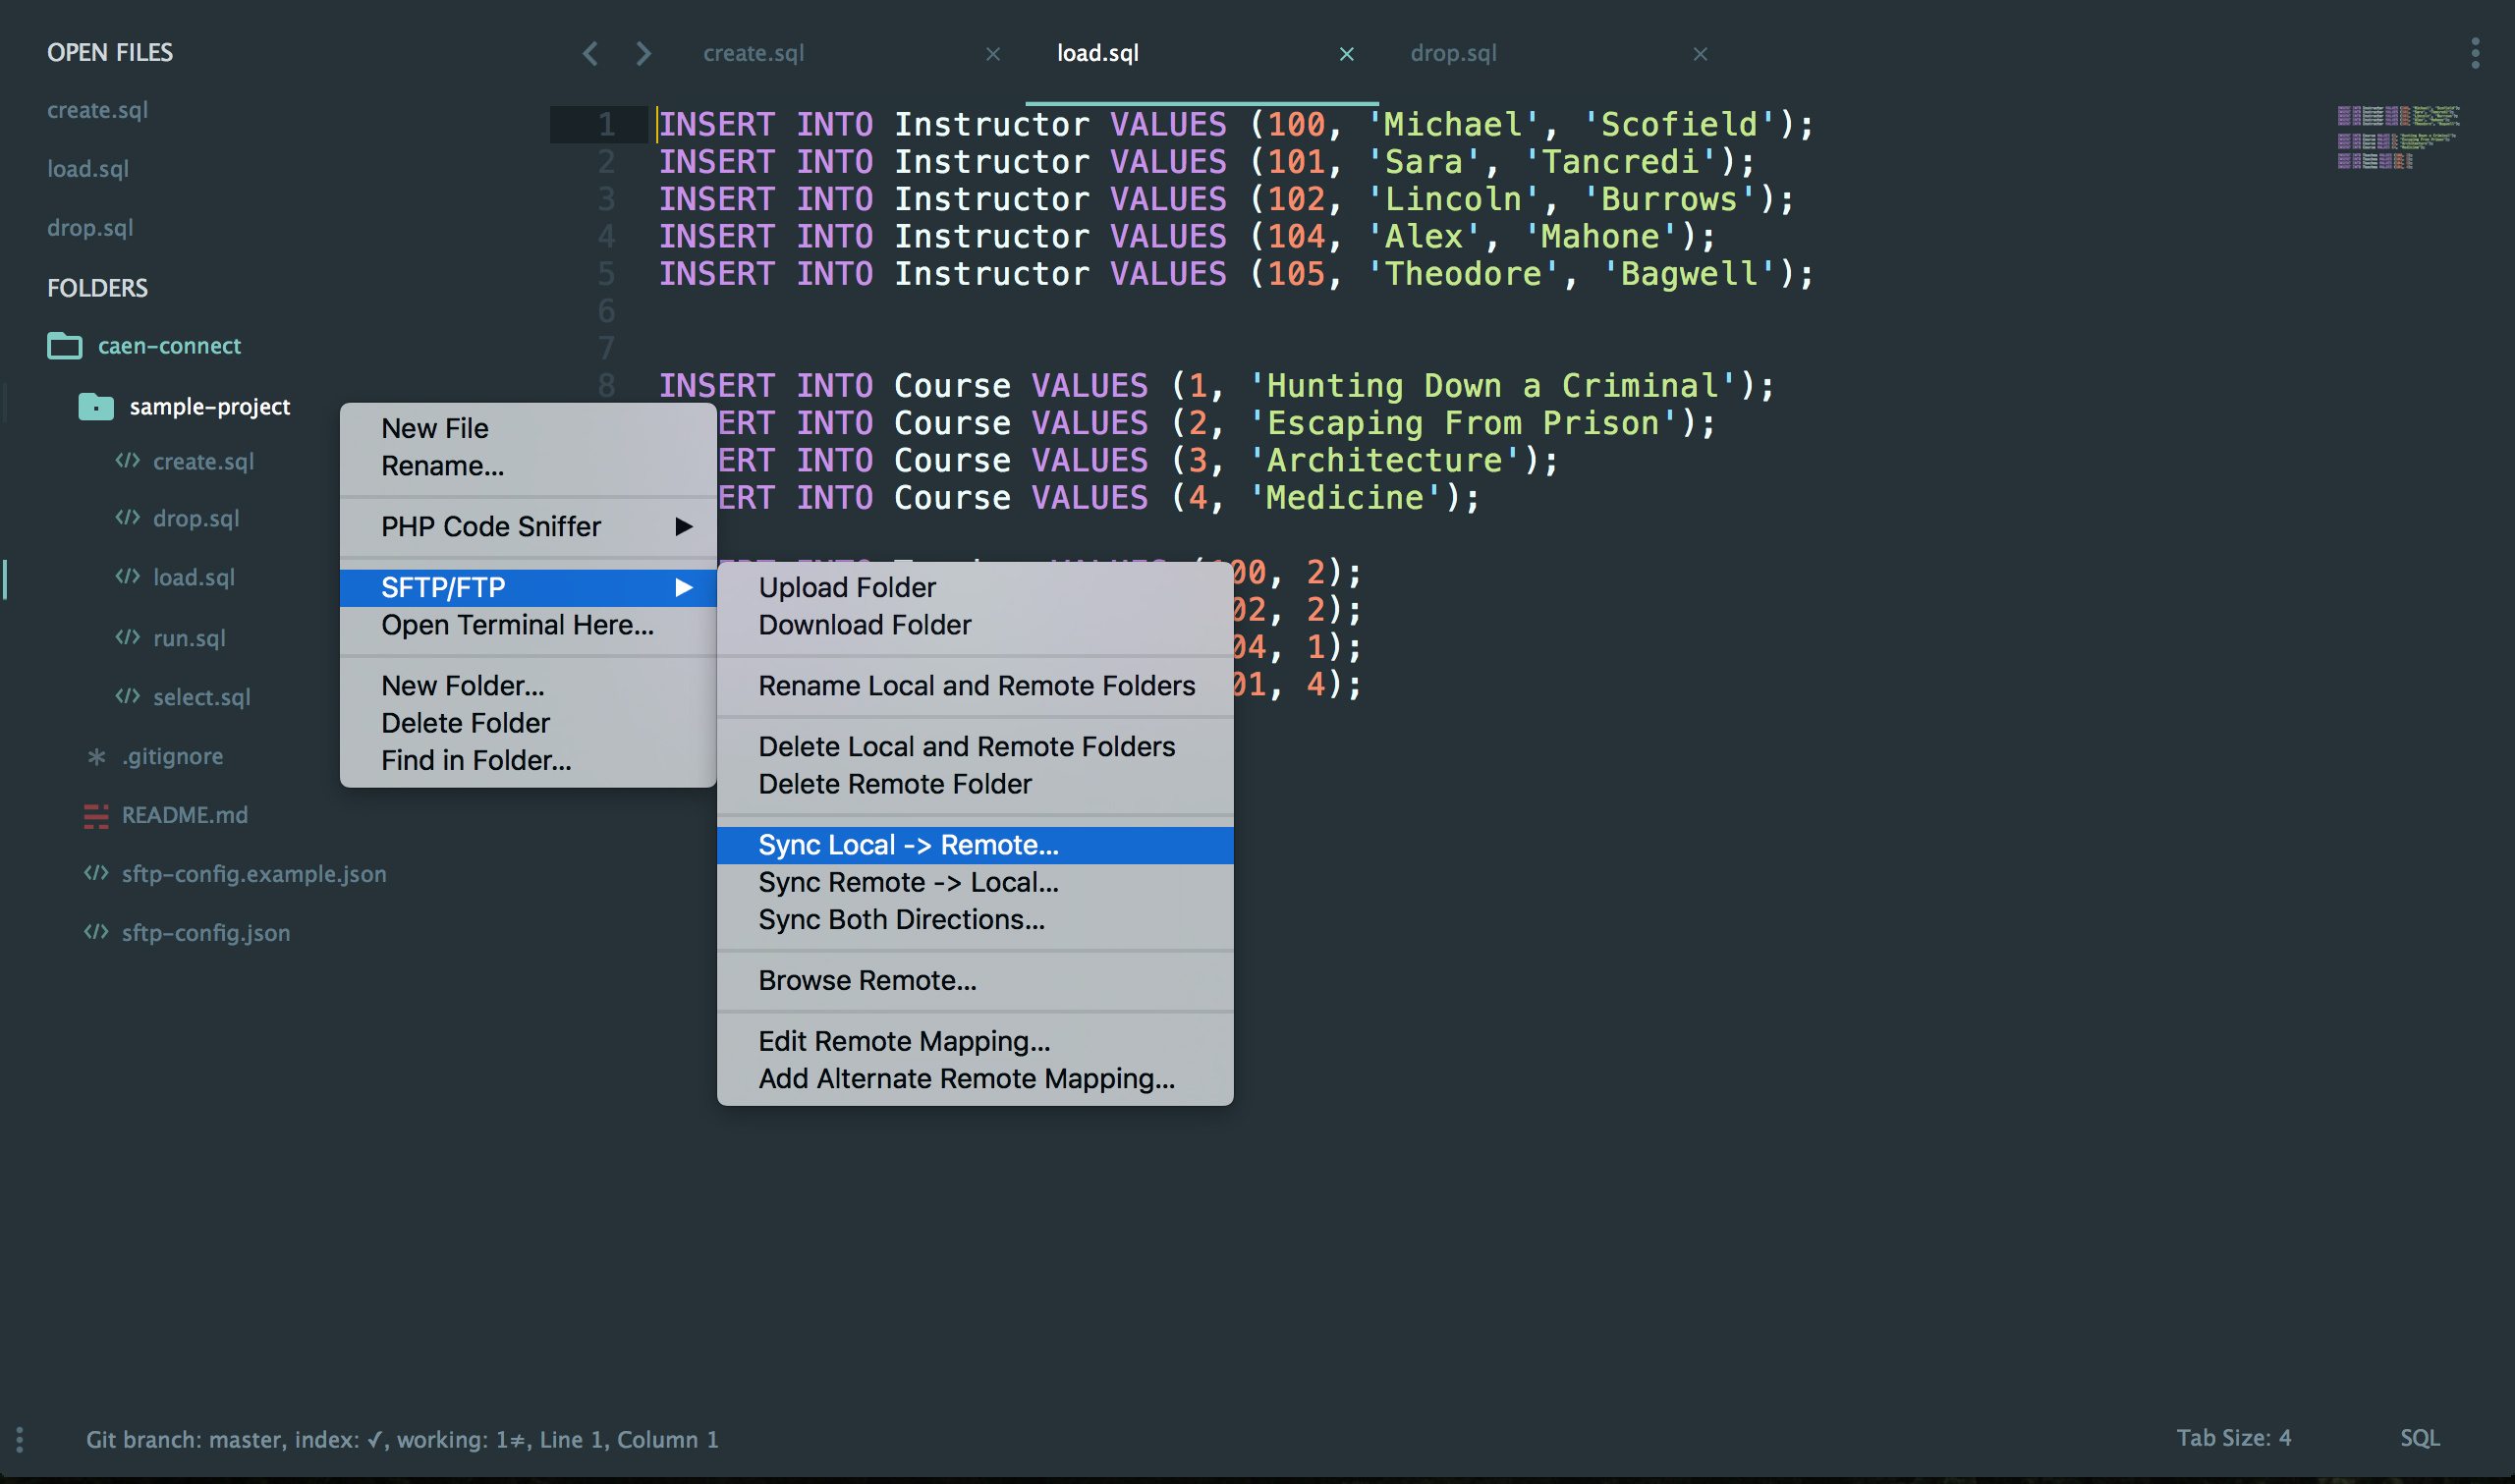 OPEN FILES
create.sql
load.sql
drop.sql
FOLDERS
caen-connect
sample-project
create.sql
drop.sql
load.sql
run.sql
select.sql
.gitignore
README.md
sftp-config.example.json
sftp-config.json
create.sql × load.sql × drop.sql ×
1 INSERT INTO Instructor VALUES (100, 'Michael', 'Scofield');
2 INSERT INTO Instructor VALUES (101, 'Sara', 'Tancredi');
3 INSERT INTO Instructor VALUES (102, 'Lincoln', 'Burrows');
4 INSERT INTO Instructor VALUES (104, 'Alex', 'Mahone');
5 INSERT INTO Instructor VALUES (105, 'Theodore', 'Bagwell');
6
7
8 INSERT INTO Course VALUES (1, 'Hunting Down a Criminal');
ERT INTO Course VALUES (2, 'Escaping From Prison');
ERT INTO Course VALUES (3, 'Architecture');
ERT INTO Course VALUES (4, 'Medicine');
00, 2);
02, 2);
04, 1);
01, 4);
New File
Rename...
PHP Code Sniffer
SFTP/FTP
Open Terminal Here...
New Folder...
Delete Folder
Find in Folder...
Upload Folder
Download Folder
Rename Local and Remote Folders
Delete Local and Remote Folders
Delete Remote Folder
Sync Local -> Remote...
Sync Remote -> Local...
Sync Both Directions...
Browse Remote...
Edit Remote Mapping...
Add Alternate Remote Mapping...
Git branch: master, index: ✓, working: 1≠, Line 1, Column 1
Tab Size: 4
SQL